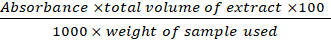 Absorbance ×total volume of extract ×100
1000 × weight of sample used